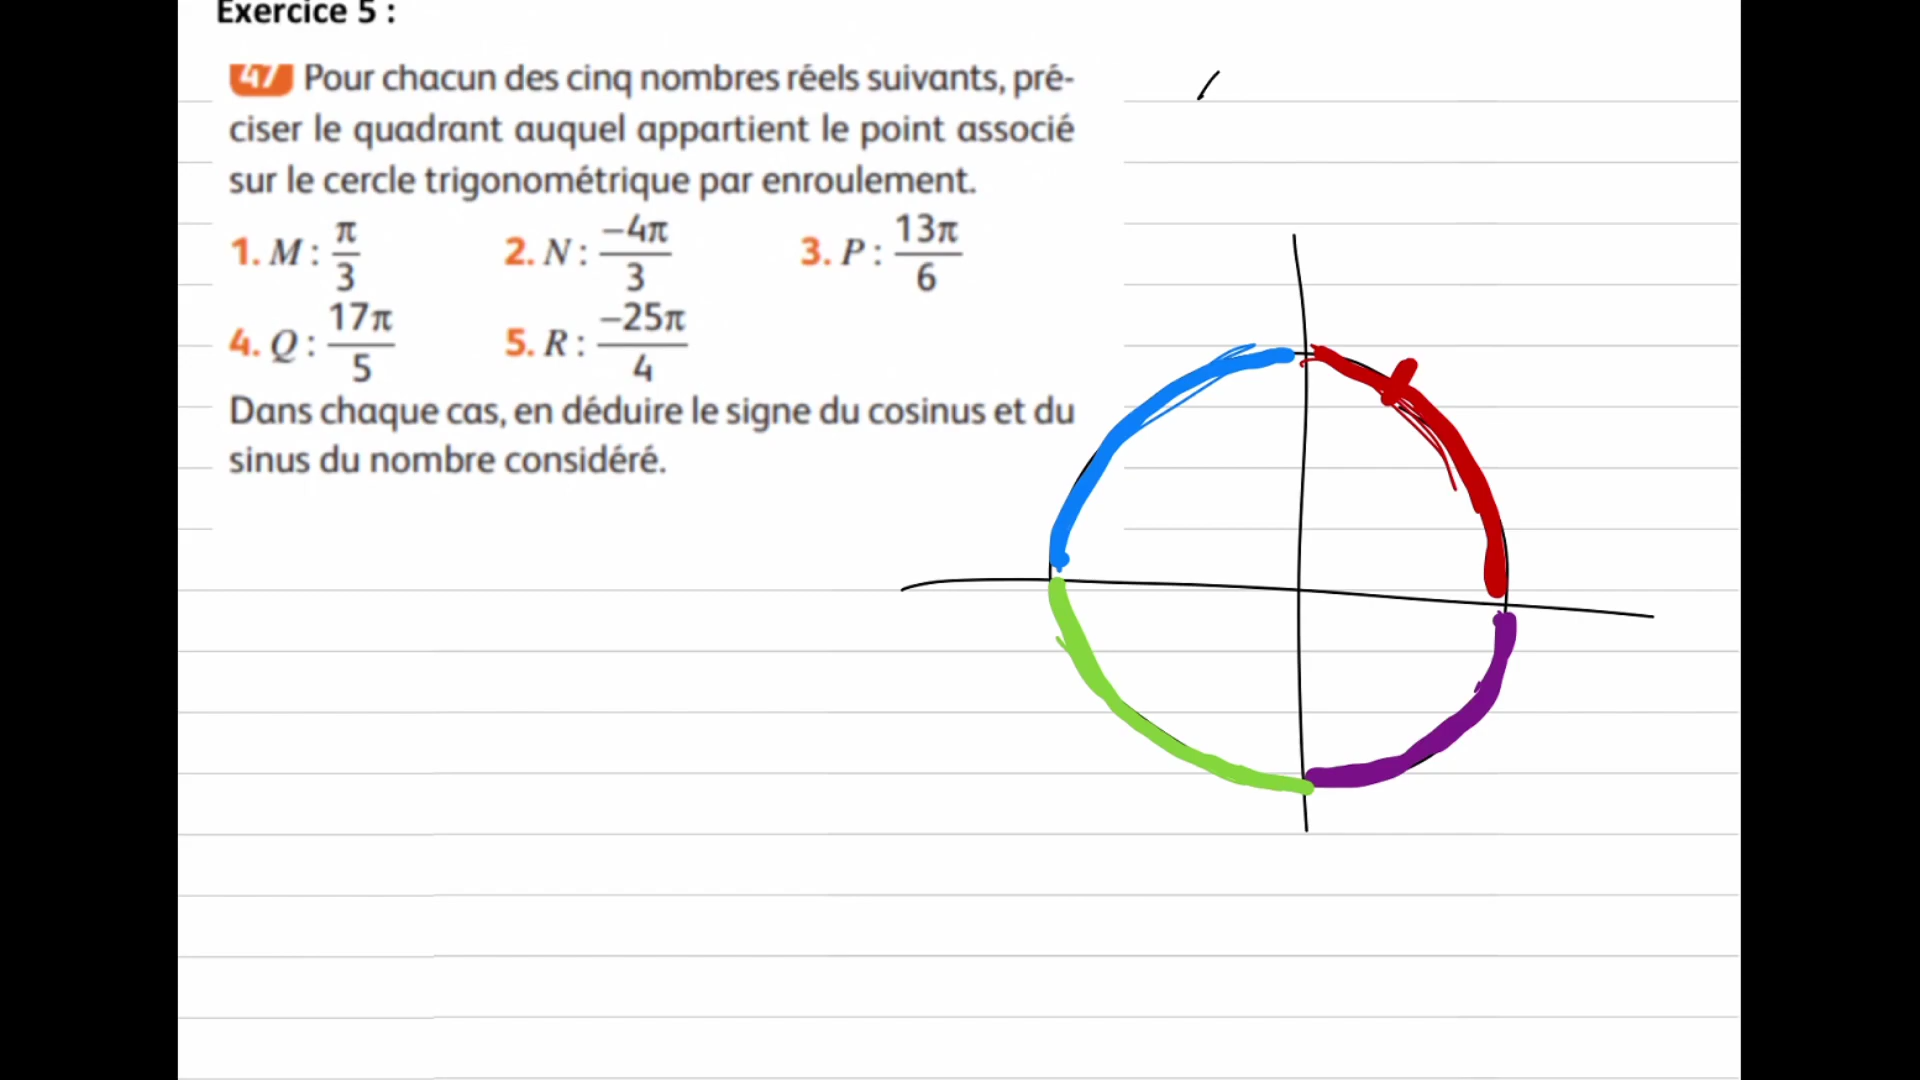 Exercice 5 :
47 Pour chacun des cinq nombres réels suivants, pré-
ciser le quadrant auquel appartient le point associé
sur le cercle trigonométrique par enroulement.
1. M : π/3 2. N : −4π/3 3. P : 13π/6
4. Q : 17π/5 5. R : −25π/4
Dans chaque cas, en déduire le signe du cosinus et du
sinus du nombre considéré.